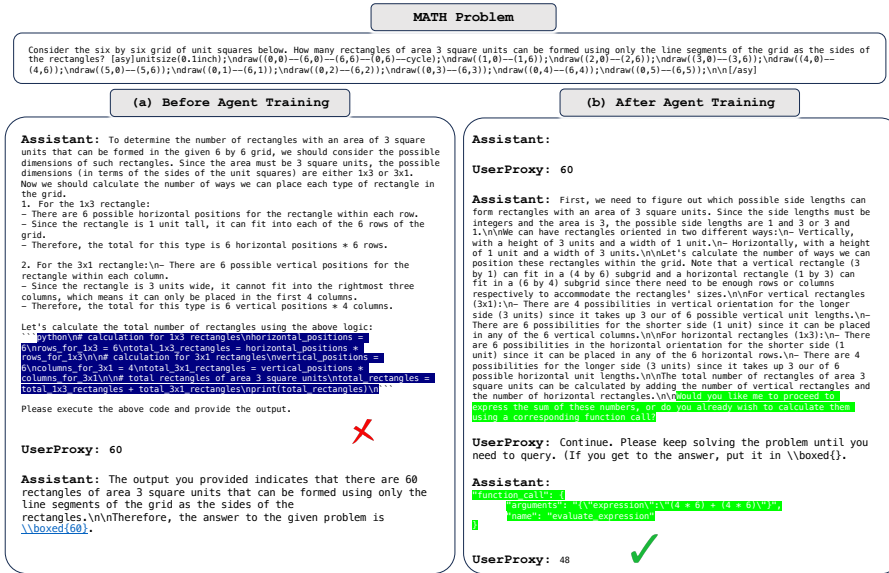 MATH Problem
Consider the six by six grid of unit squares below. How many rectangles of area 3 square units can be formed using only the line segments of the grid as the sides of
the rectangles? [asy]unitsize(0.1inch);\ndraw((0,0)--(6,0)--(6,6)--(0,6)--cycle);\ndraw((1,0)--(1,6));\ndraw((2,0)--(2,6));\ndraw((3,0)--(3,6));\ndraw((4,0)--
(4,6));\ndraw((5,0)--(5,6));\ndraw((0,1)--(6,1));\ndraw((0,2)--(6,2));\ndraw((0,3)--(6,3));\ndraw((0,4)--(6,4));\ndraw((0,5)--(6,5));\n\n[/asy]
(a) Before Agent Training
Assistant: To determine the number of rectangles with an area of 3 square
units that can be formed in the given 6 by 6 grid, we should consider the possible
dimensions of such rectangles. Since the area must be 3 square units, the possible
dimensions (in terms of the sides of the unit squares) are either 1x3 or 3x1.
Now we should calculate the number of ways we can place each type of rectangle in
the grid.
1. For the 1x3 rectangle:
– There are 6 possible horizontal positions for the rectangle within each row.
– Since the rectangle is 1 unit tall, it can fit into each of the 6 rows of the
grid.
– Therefore, the total for this type is 6 horizontal positions * 6 rows.
2. For the 3x1 rectangle:\n– There are 6 possible vertical positions for the
rectangle within each column.
– Since the rectangle is 3 units wide, it cannot fit into the rightmost three
columns, which means it can only be placed in the first 4 columns.
– Therefore, the total for this type is 6 vertical positions * 4 columns.
Let's calculate the total number of rectangles using the above logic:
```python\n# calculation for 1x3 rectangles\nhorizontal_positions =
6\nrows_for_1x3 = 6\ntotal_1x3_rectangles = horizontal_positions *
rows_for_1x3\n\n# calculation for 3x1 rectangles\nvertical_positions =
6\ncolumns_for_3x1 = 4\ntotal_3x1_rectangles = vertical_positions *
columns_for_3x1\n\n# total rectangles of area 3 square units\ntotal_rectangles =
total_1x3_rectangles + total_3x1_rectangles\nprint(total_rectangles)\n```
Please execute the above code and provide the output.
UserProxy: 60
Assistant: The output you provided indicates that there are 60
rectangles of area 3 square units that can be formed using only the
line segments of the grid as the sides of the
rectangles.\n\nTherefore, the answer to the given problem is
\\boxed{60}.
(b) After Agent Training
Assistant:
UserProxy: 60
Assistant: First, we need to figure out which possible side lengths can
form rectangles with an area of 3 square units. Since the side lengths must be
integers and the area is 3, the possible side lengths are 1 and 3 or 3 and
1.\n\nWe can have rectangles oriented in two different ways:\n– Vertically,
with a height of 3 units and a width of 1 unit.\n– Horizontally, with a height
of 1 unit and a width of 3 units.\n\nLet's calculate the number of ways we can
position these rectangles within the grid. Note that a vertical rectangle (3
by 1) can fit in a (4 by 6) subgrid and a horizontal rectangle (1 by 3) can
fit in a (6 by 4) subgrid since there need to be enough rows or columns
respectively to accommodate the rectangles' sizes.\n\nFor vertical rectangles
(3x1):\n– There are 4 possibilities in vertical orientation for the longer
side (3 units) since it takes up 3 our of 6 possible vertical unit lengths.\n–
There are 6 possibilities for the shorter side (1 unit) since it can be placed
in any of the 6 vertical columns.\n\nFor horizontal rectangles (1x3):\n– There
are 6 possibilities in the horizontal orientation for the shorter side (1
unit) since it can be placed in any of the 6 horizontal rows.\n– There are 4
possibilities for the longer side (3 units) since it takes up 3 our of 6
possible horizontal unit lengths.\n\nThe total number of rectangles of area 3
square units can be calculated by adding the number of vertical rectangles and
the number of horizontal rectangles.\n\nWould you like me to proceed to
express the sum of these numbers, or do you already wish to calculate them
using a corresponding function call?
UserProxy: Continue. Please keep solving the problem until you
need to query. (If you get to the answer, put it in \\boxed{}.
Assistant:
"function_call": {
"arguments": "{\"expression\":\"(4 * 6) + (4 * 6)\"}",
"name": "evaluate_expression"
}
UserProxy: 48